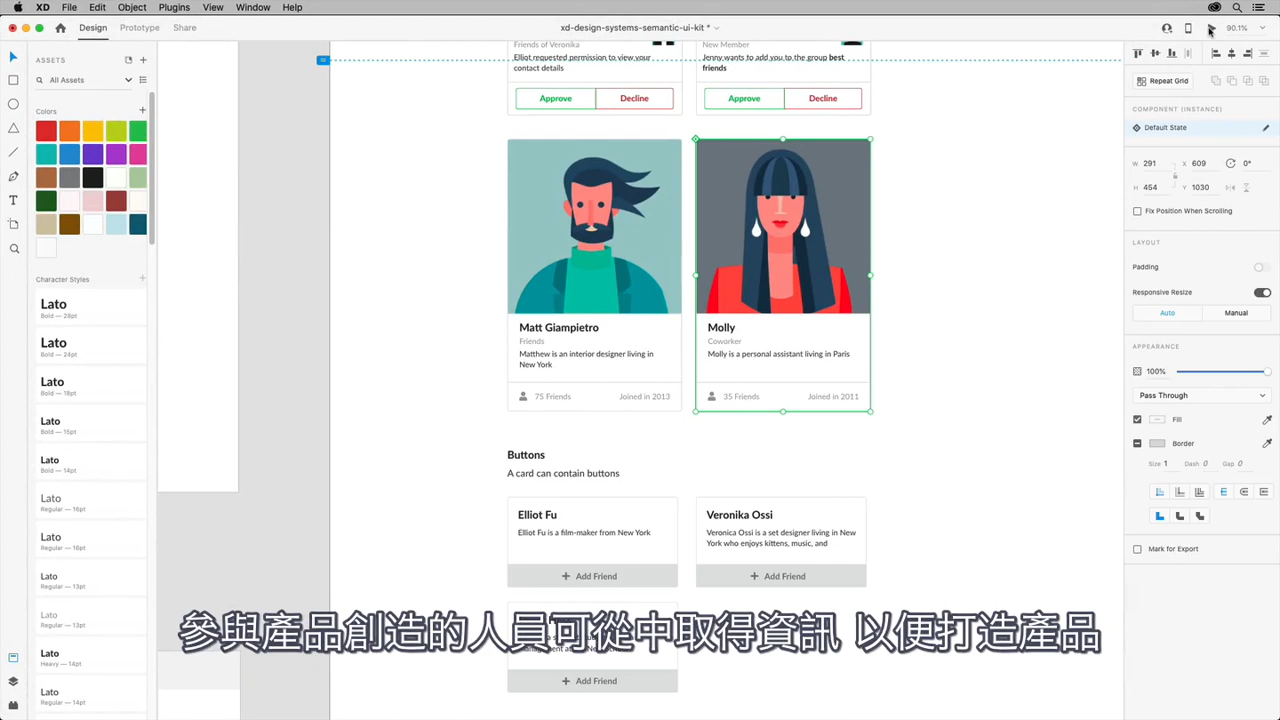 XD File Edit Object Plugins View Window Help
Design Prototype Share
xd-design-systems-semantic-ui-kit *
90.1%
ASSETS
All Assets
Colors
Character Styles
Lato
Bold — 28pt
Lato
Bold — 24pt
Lato
Bold — 18pt
Lato
Bold — 15pt
Lato
Bold — 14pt
Lato
Regular — 16pt
Lato
Regular — 16pt
Lato
Regular — 13pt
Lato
Regular — 13pt
Lato
Heavy — 14pt
Lato
Regular — 14pt
Friends of Veronika
Elliot requested permission to view your
contact details
Approve Decline
New Member
Jenny wants to add you to the group best
friends
Approve Decline
Matt Giampietro
Friends
Matthew is an interior designer living in
New York
75 Friends Joined in 2013
Molly
Coworker
Molly is a personal assistant living in Paris
35 Friends Joined in 2011
Buttons
A card can contain buttons
Elliot Fu
Elliot Fu is a film-maker from New York
Add Friend
Veronika Ossi
Veronica Ossi is a set designer living in New
York who enjoys kittens, music, and
Add Friend
Add Friend
Repeat Grid
COMPONENT (INSTANCE)
Default State
W 291 X 609 0°
H 454 Y 1030
Fix Position When Scrolling
LAYOUT
Padding
Responsive Resize
Auto Manual
APPEARANCE
100%
Pass Through
Fill
Border
Size 1 Dash 0 Gap 0
Mark for Export
參與產品創造的人員可從中取得資訊 以便打造產品